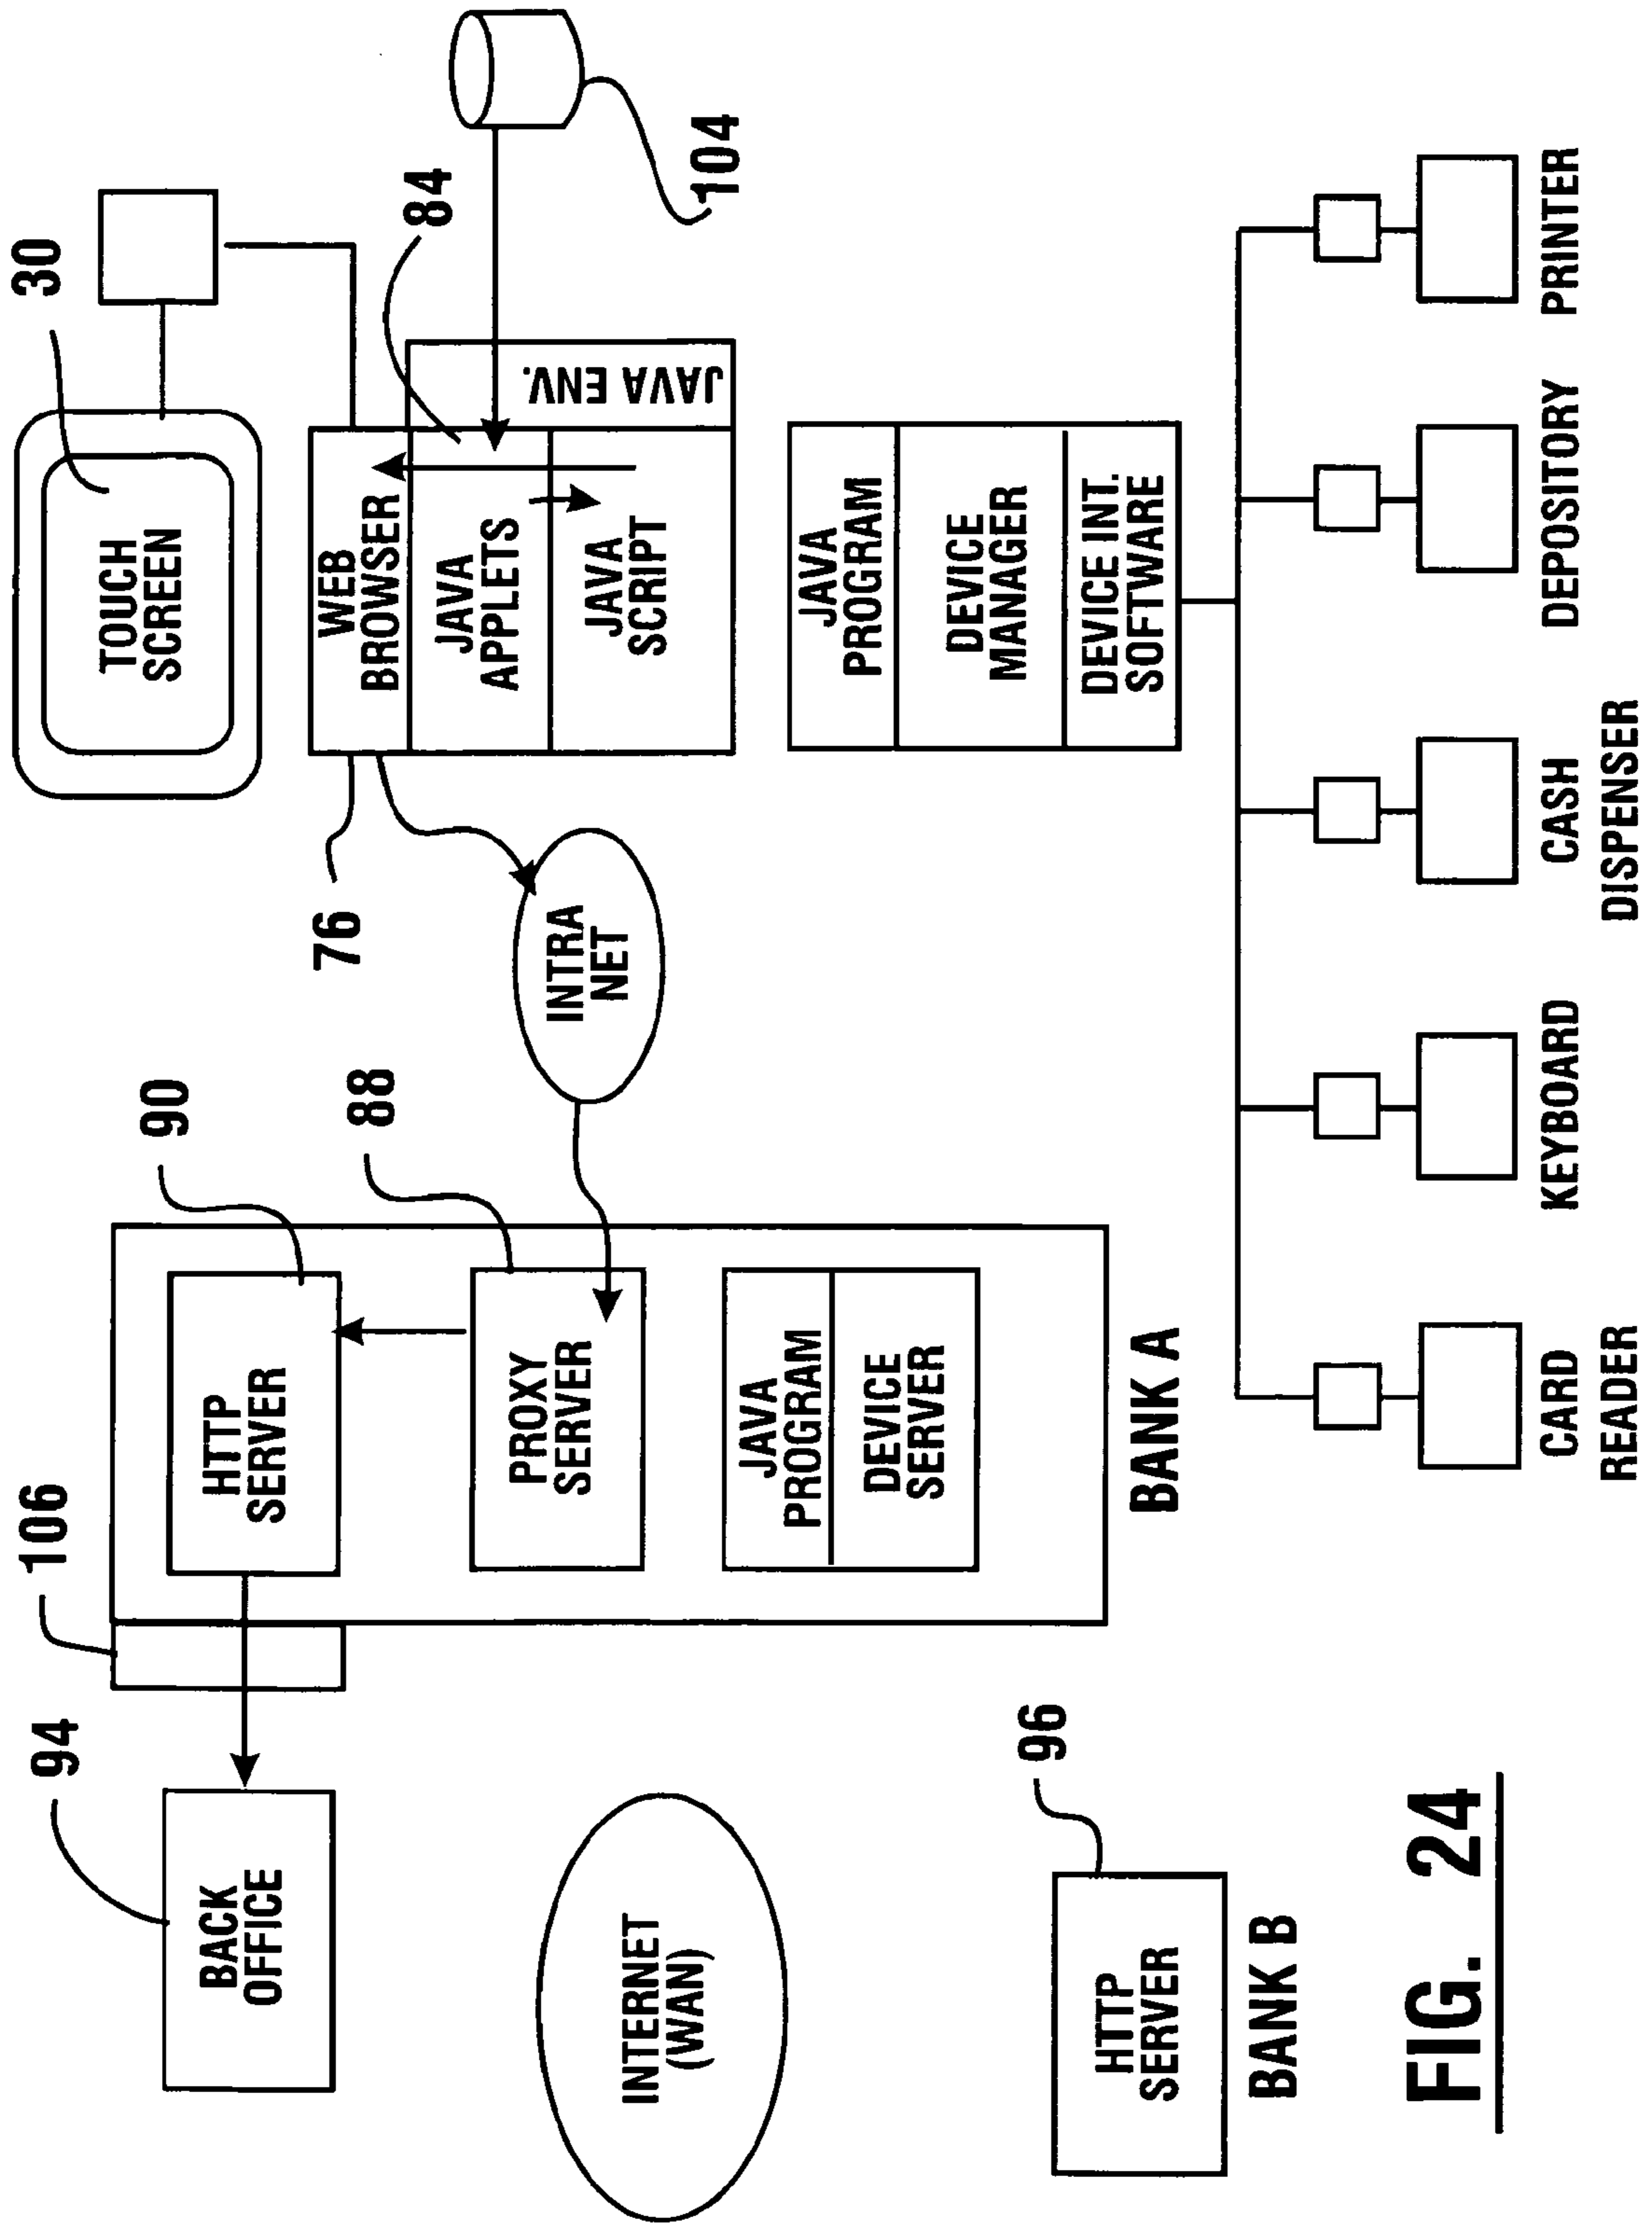 94
106
90
88
76
30
84
104
96
BACK
OFFICE
HTTP
SERVER
PROXY
SERVER
JAVA
PROGRAM
DEVICE
SERVER
BANK A
INTERNET
(WAN)
HTTP
SERVER
BANK B
INTRA
NET
TOUCH
SCREEN
WEB
BROWSER
JAVA
APPLETS
JAVA
SCRIPT
JAVA ENV.
JAVA
PROGRAM
DEVICE
MANAGER
DEVICE INT.
SOFTWARE
CARD
READER
KEYBOARD
CASH
DISPENSER
DEPOSITORY
PRINTER
FIG. 24